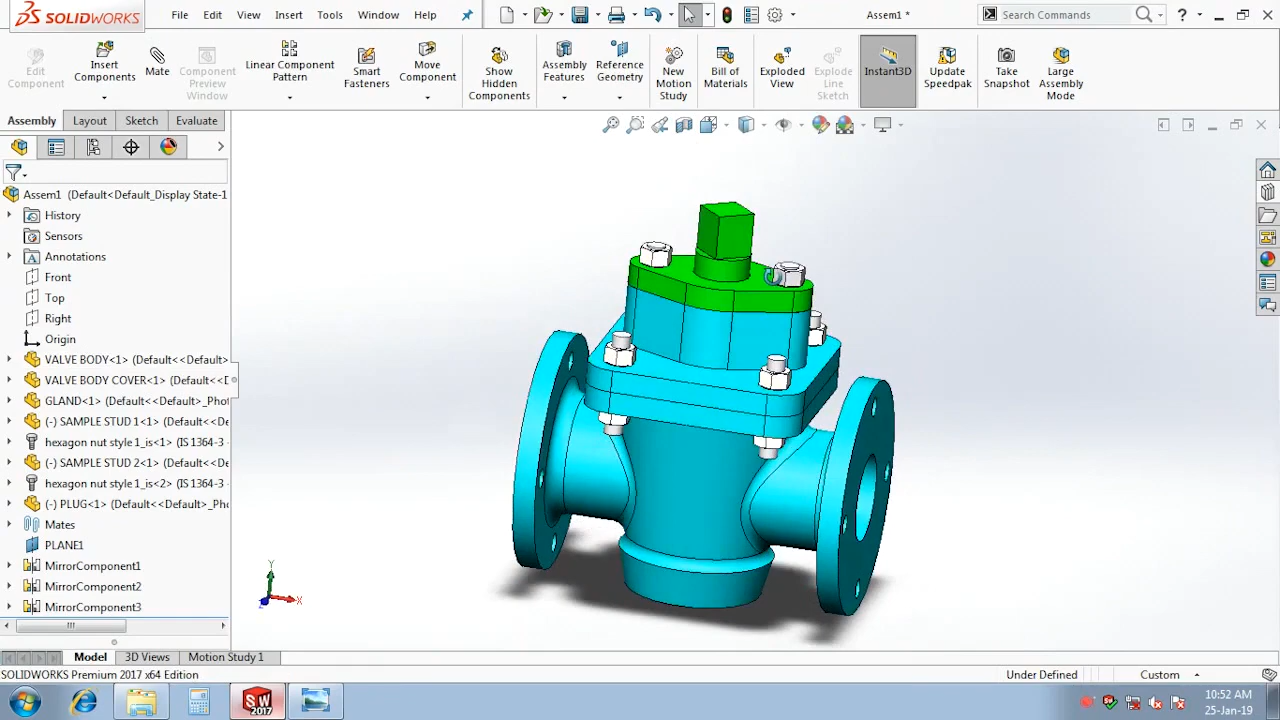 SOLIDWORKS File Edit View Insert Tools Window Help Assem1 * Search Commands ?
Edit Component
Insert Components
Mate
Component Preview Window
Linear Component Pattern
Smart Fasteners
Move Component
Show Hidden Components
Assembly Features
Reference Geometry
New Motion Study
Bill of Materials
Exploded View
Explode Line Sketch
Instant3D
Update Speedpak
Take Snapshot
Large Assembly Mode
Assembly Layout Sketch Evaluate
Assem1 (Default<Default_Display State-1
History
Sensors
Annotations
Front
Top
Right
Origin
VALVE BODY<1> (Default<<Default>
VALVE BODY COVER<1> (Default<<D
GLAND<1> (Default<<Default>_Phot
(-) SAMPLE STUD 1<1> (Default<<D
hexagon nut style 1_is<1> (IS 1364-3 -
(-) SAMPLE STUD 2<1> (Default<<D
hexagon nut style 1_is<2> (IS 1364-3 -
(-) PLUG<1> (Default<<Default>_Pho
Mates
PLANE1
MirrorComponent1
MirrorComponent2
MirrorComponent3
Y
X
Z
Model 3D Views Motion Study 1
SOLIDWORKS Premium 2017 x64 Edition Under Defined Custom
SW
2017
10:52 AM
25-Jan-19